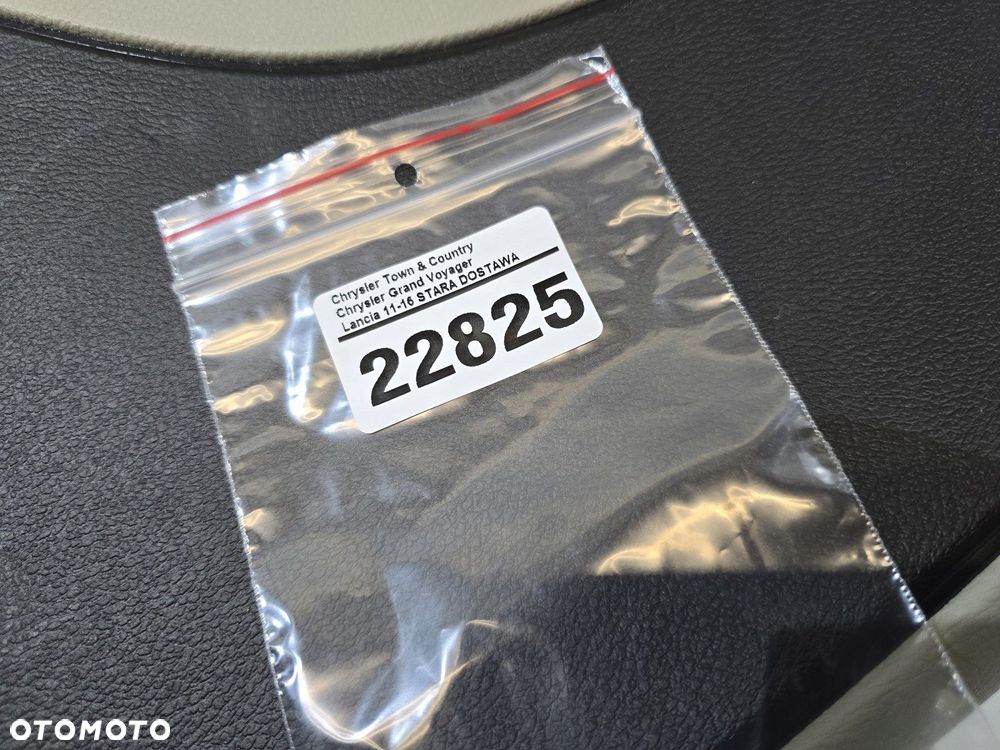 Chrysler Town & Country
Chrysler Grand Voyager
Lancia 11-16 STARA DOSTAWA
22825
OTOMOTO